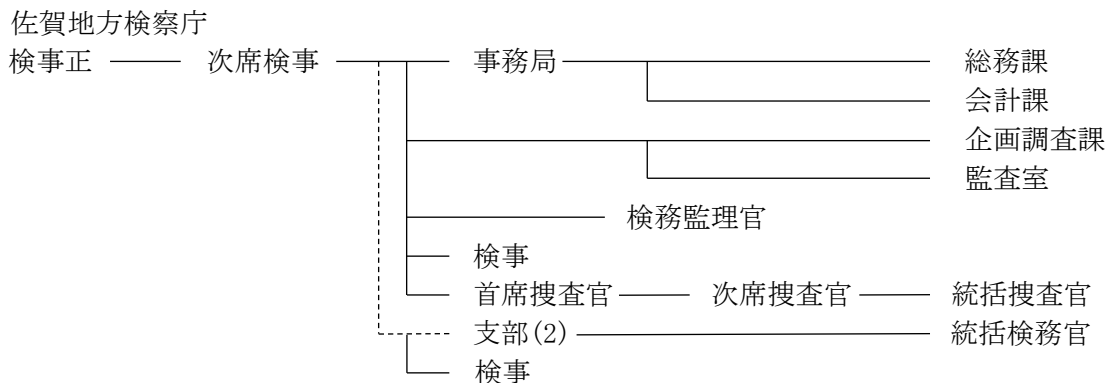 佐賀地方検察庁
検事正 次席検事 事務局 総務課
会計課
企画調査課
監査室
検務監理官
検事
首席捜査官 次席捜査官 統括捜査官
支部(2) 統括検務官
検事